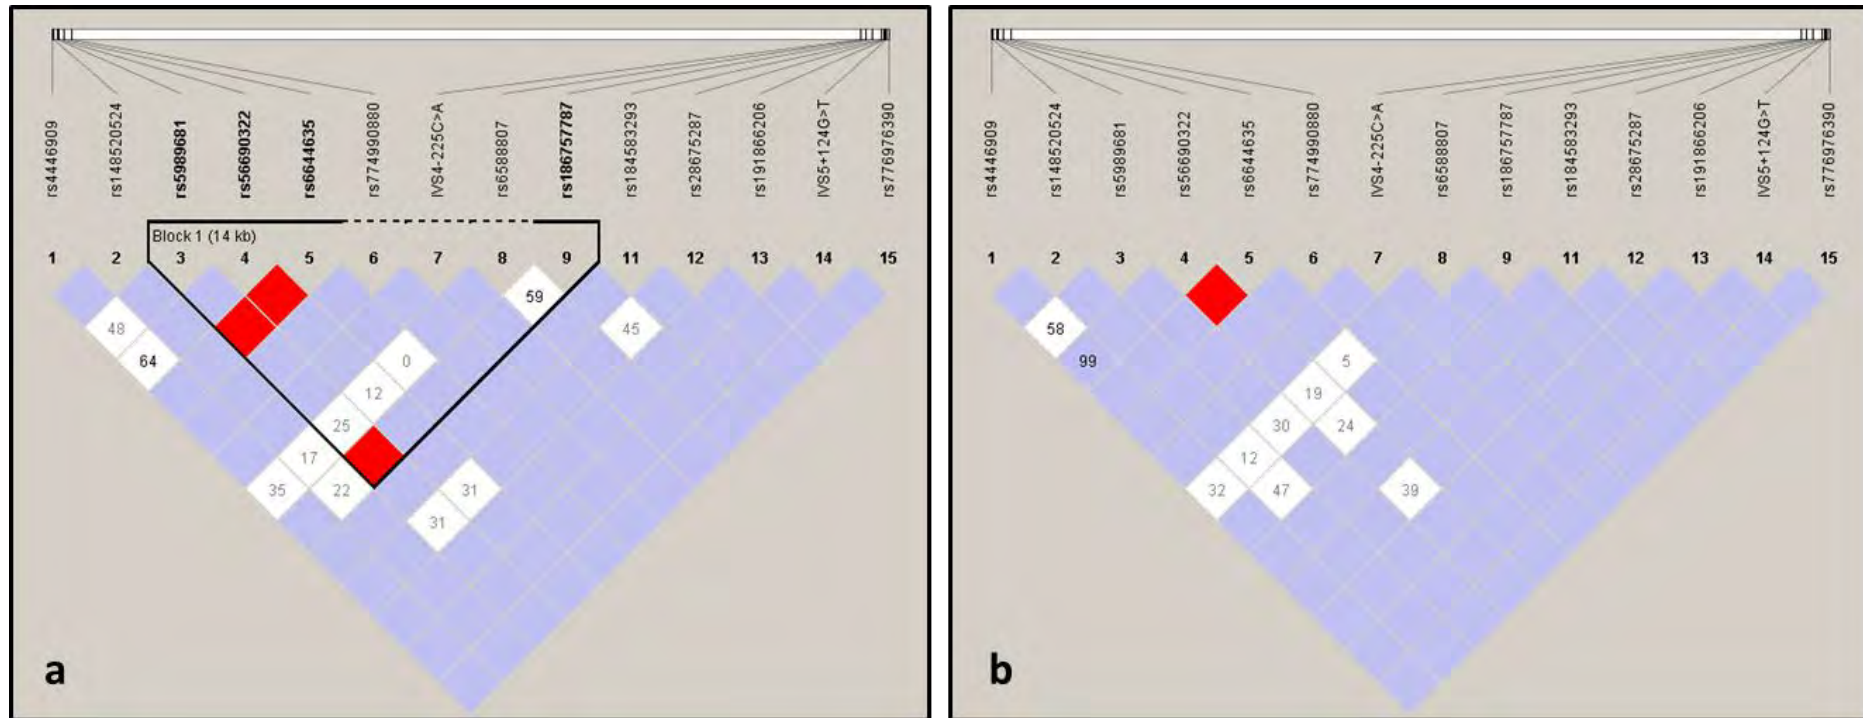 rs4446909
rs148520524
rs5989681
rs56690322
rs6644635
rs774990880
IVS4-225C>A
rs6588807
rs186757787
rs184583293
rs28675287
rs191866206
IVS5+124G>T
rs776976390
Block 1 (14 kb)
1 2 3 4 5 6 7 8 9 11 12 13 14 15
59
48 45
64 0
12
25
17
35 22 31
31
a
rs4446909
rs148520524
rs5989681
rs56690322
rs6644635
rs774990880
IVS4-225C>A
rs6588807
rs186757787
rs184583293
rs28675287
rs191866206
IVS5+124G>T
rs776976390
1 2 3 4 5 6 7 8 9 11 12 13 14 15
58
99 5
19
30 24
12
32 47 39
b